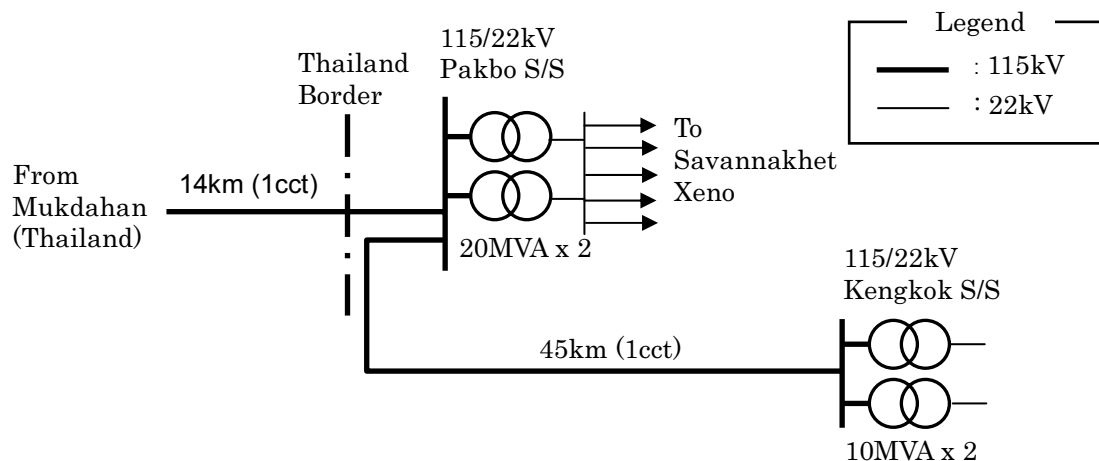 115/22kV
Pakbo S/S
Thailand
Border
Legend
: 115kV
: 22kV
To
Savannakhet
Xeno
From
Mukdahan
(Thailand)
14km (1cct)
20MVA x 2
115/22kV
Kengkok S/S
45km (1cct)
10MVA x 2